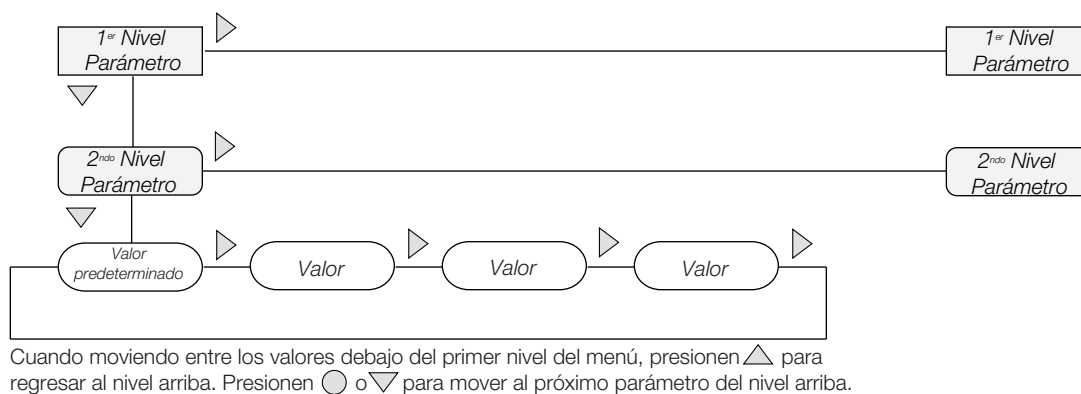 1er Nivel
Parámetro
1er Nivel
Parámetro
2ndo Nivel
Parámetro
2ndo Nivel
Parámetro
Valor
predeterminado
Valor
Valor
Valor
Cuando moviendo entre los valores debajo del primer nivel del menú, presionen para
regresar al nivel arriba. Presionen o para mover al próximo parámetro del nivel arriba.